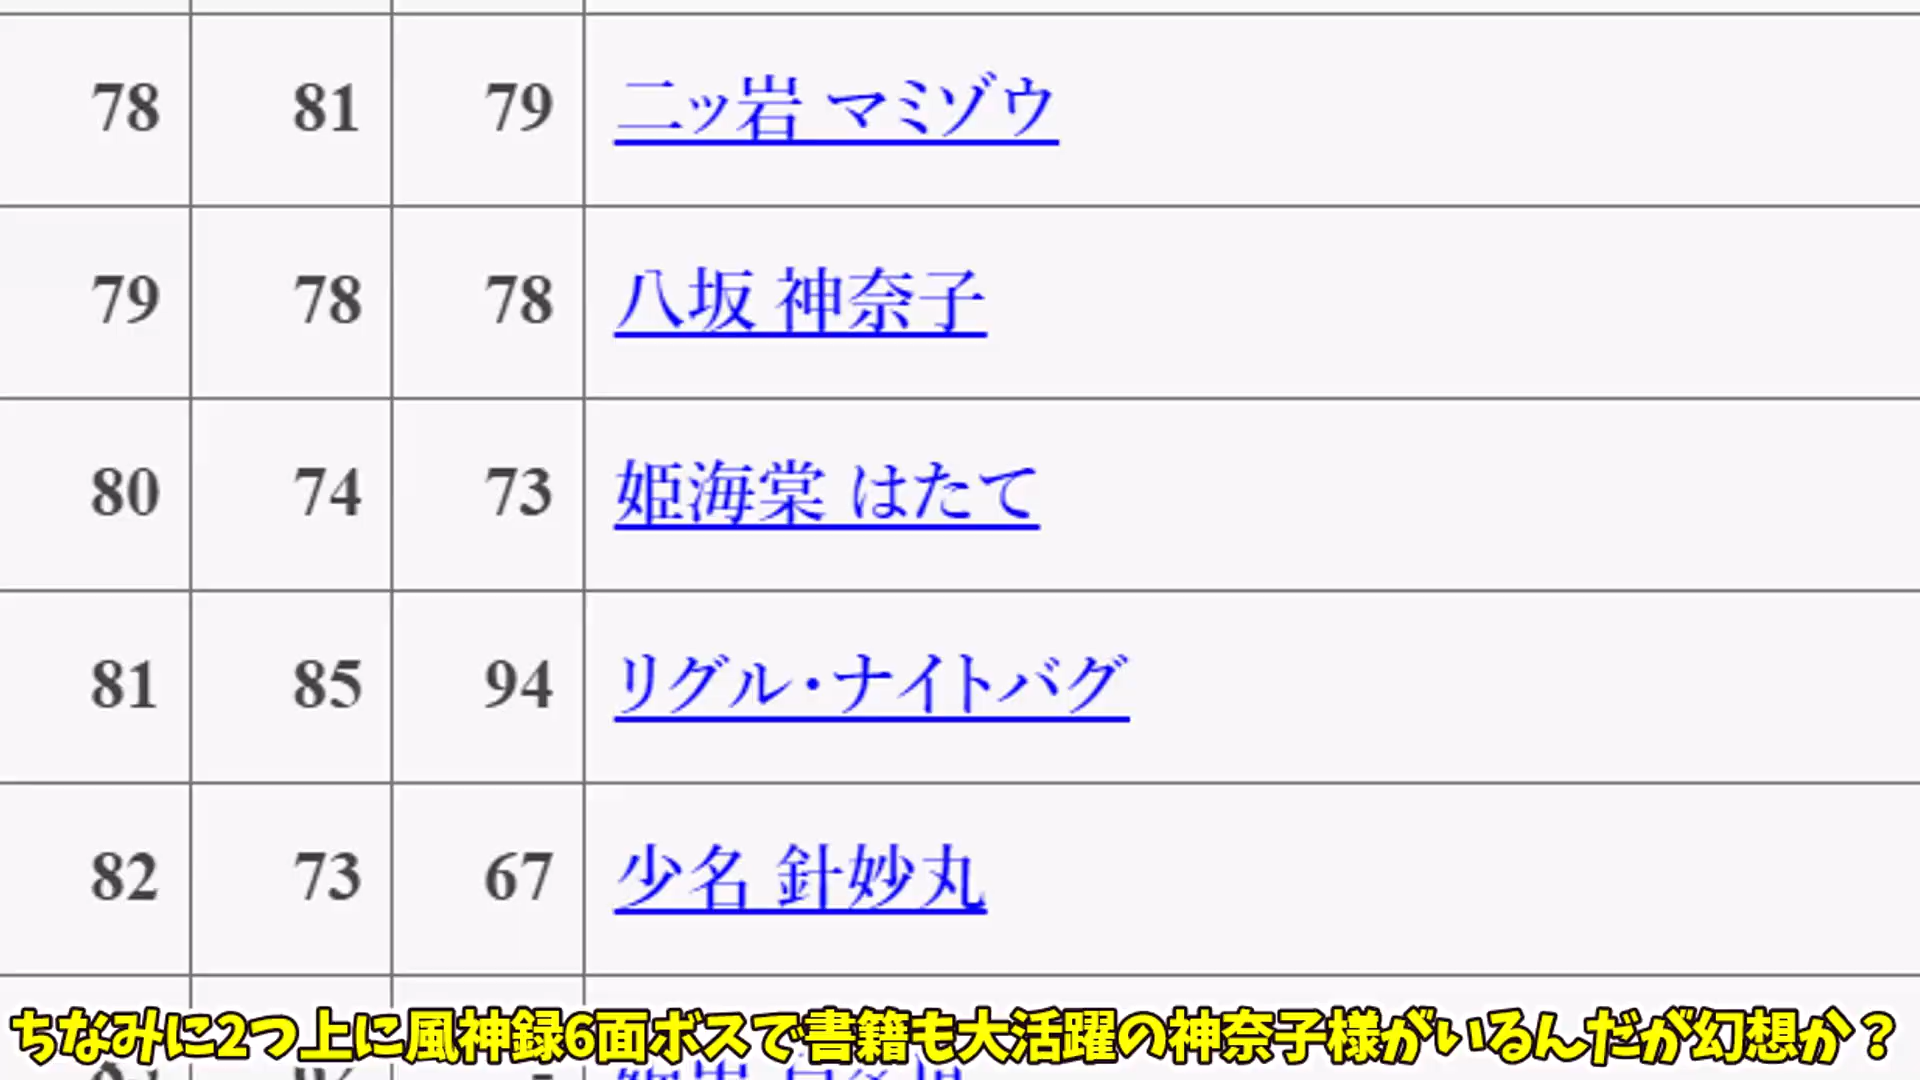 78 81 79 二ッ岩 マミゾウ
79 78 78 八坂 神奈子
80 74 73 姫海棠 はたて
81 85 94 リグル・ナイトバグ
82 73 67 少名 針妙丸
ちなみに2つ上に風神録6面ボスで書籍も大活躍の神奈子様がいるんだが幻想か？